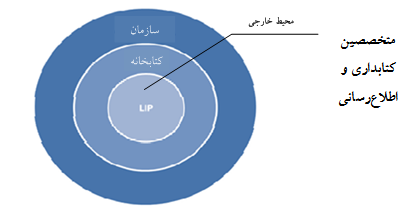 محیط خارجی
سازمان
کتابخانه
LIP
متخصصین
کتابداری و
اطلاع‌رسانی